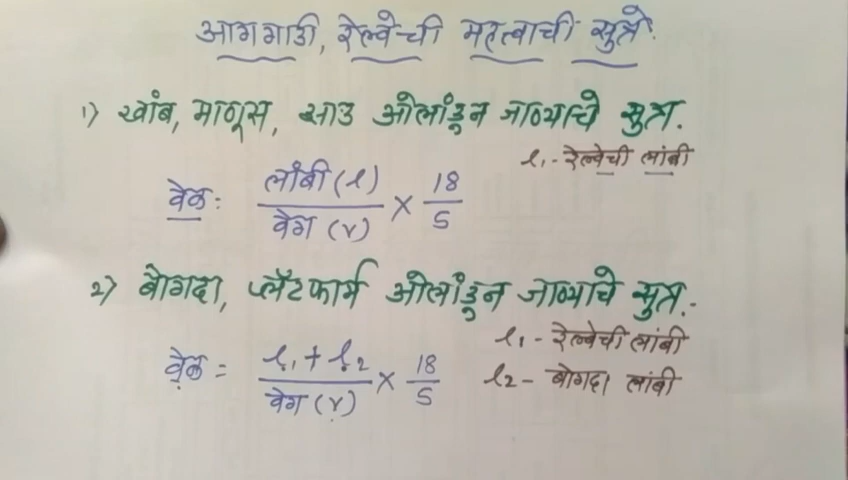 आगगाडी, रेल्वेची महत्वाची सुत्रे.
1) खांब, माणूस, झाड ओलांडून जाण्याचे सुत्र.
l₁ - रेल्वेची लांबी
वेळ: लांबी (l) / वेग (v) × 18/5
2) बोगदा, प्लॅटफार्म ओलांडून जाण्याचे सुत्र.
l₁ - रेल्वेची लांबी
वेळ = l₁ + l₂ / वेग (v) × 18/5
l₂ - बोगदा लांबी